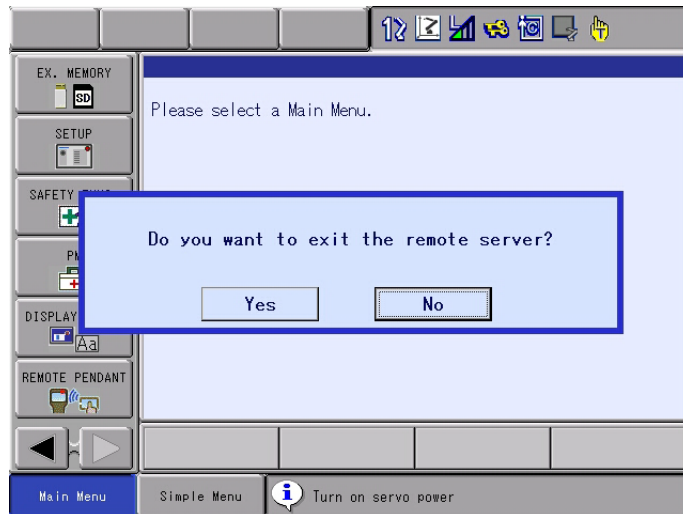 EX. MEMORY
SD
Please select a Main Menu.
SETUP
SAFETY
Do you want to exit the remote server?
Yes
No
DISPLAY
Aa
REMOTE PENDANT
Main Menu
Simple Menu
Turn on servo power